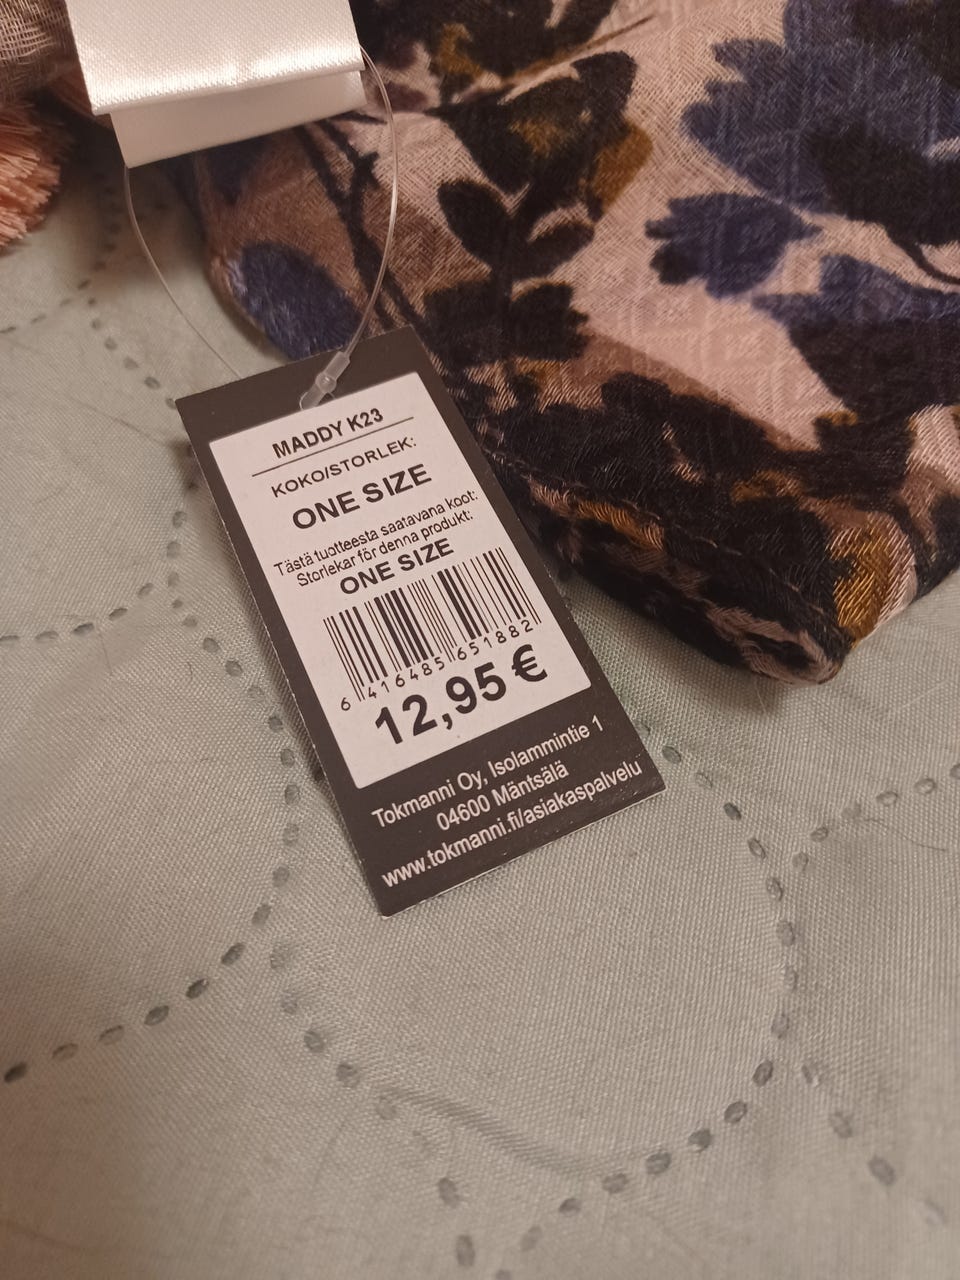 MADDY K23
KOKO/STORLEK:
ONE SIZE
Tästä tuotteesta saatavana koot:
Storlekar för denna produkt:
ONE SIZE
6 416485 651882
12,95 €
Tokmanni Oy, Isolammintie 1
04600 Mäntsälä
www.tokmanni.fi/asiakaspalvelu